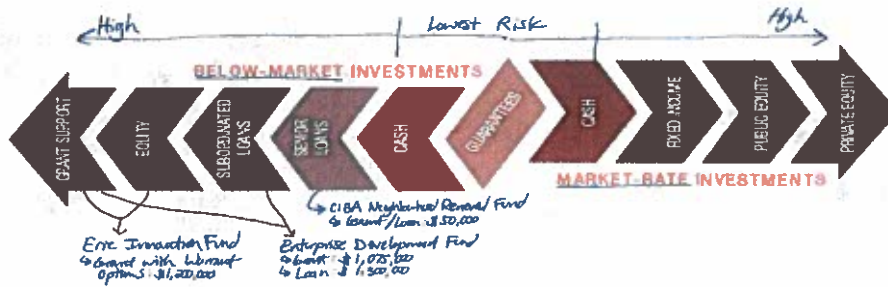 High
Lowest Risk
High
BELOW-MARKET INVESTMENTS
GRANT SUPPORT
EQUITY
SUBORDINATED
LOANS
SENIOR
LOANS
CASH
GUARANTEES
CASH
FIXED INCOME
PUBLIC EQUITY
PRIVATE EQUITY
MARKET-RATE INVESTMENTS
CIBA Neighborhood Renewal Fund
↳ Grant/Loan $50,000
Erie Innovation Fund
↳ Grant with Warrant
Options $1,200,000
Enterprise Development Fund
↳ Grant $1,075,000
↳ Loan $1,500,000